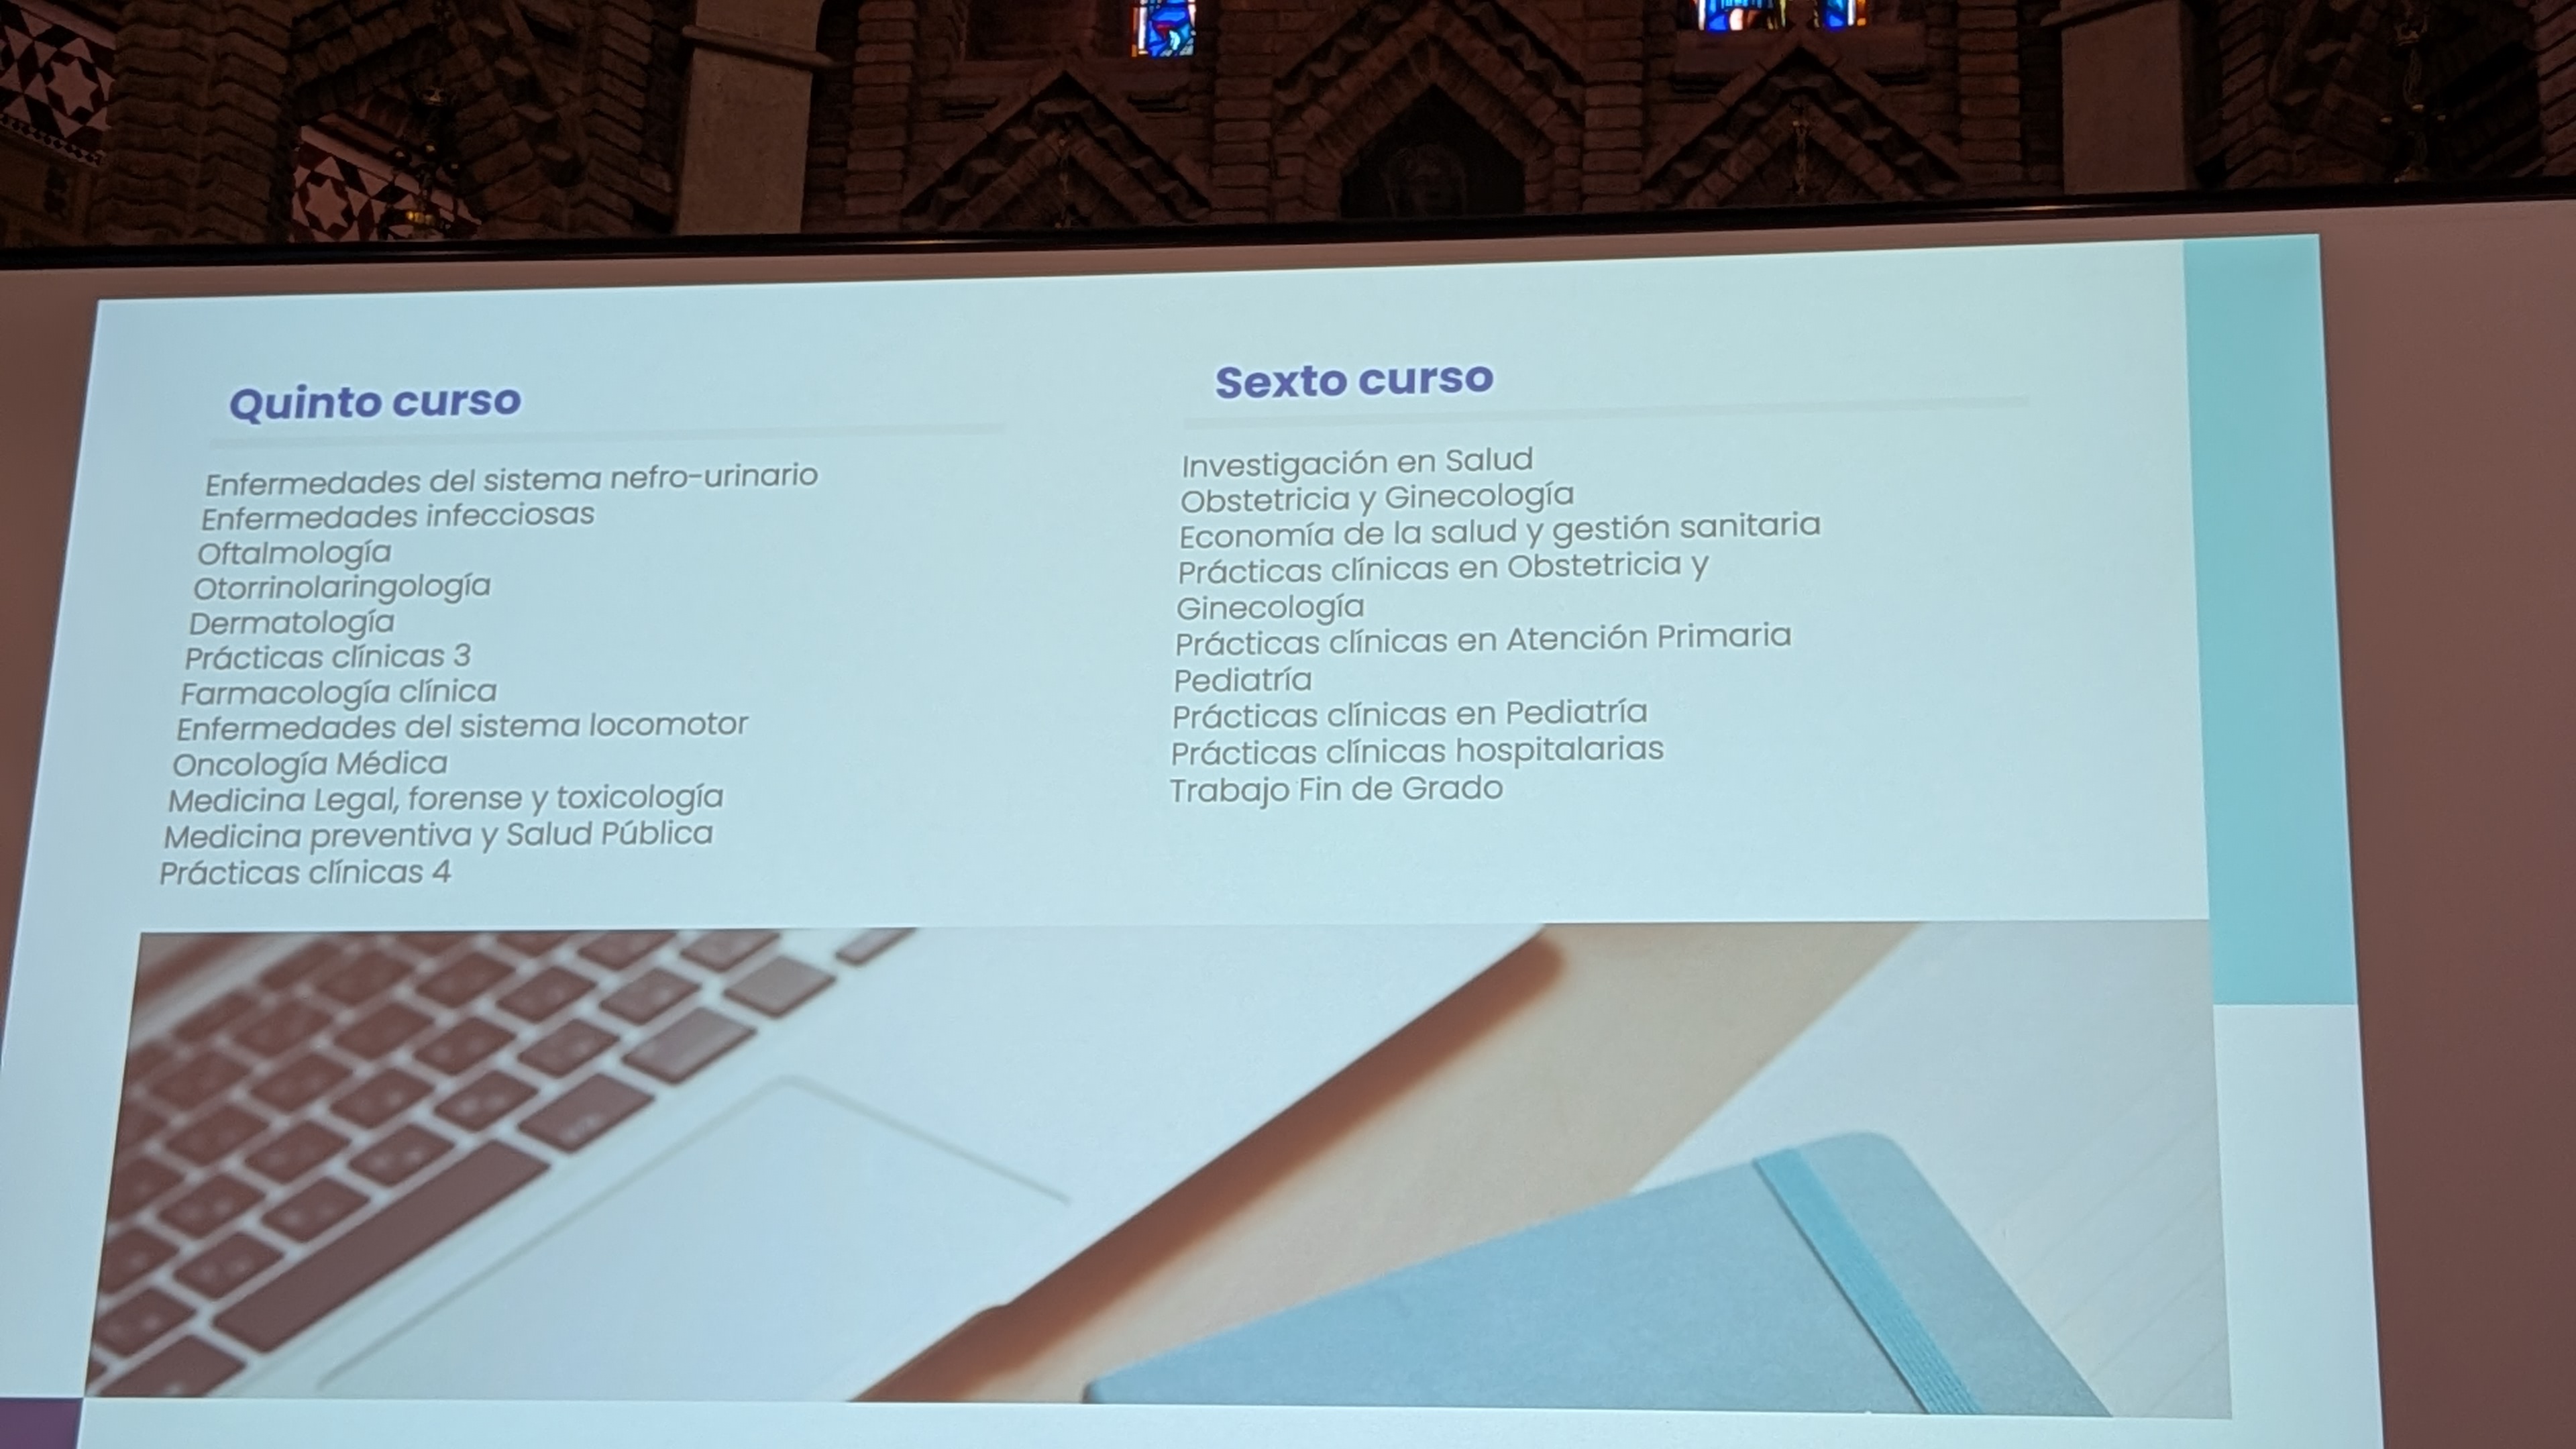 Quinto curso
Enfermedades del sistema nefro-urinario
Enfermedades infecciosas
Oftalmología
Otorrinolaringología
Dermatología
Prácticas clínicas 3
Farmacología clínica
Enfermedades del sistema locomotor
Oncología Médica
Medicina Legal, forense y toxicología
Medicina preventiva y Salud Pública
Prácticas clínicas 4
Sexto curso
Investigación en Salud
Obstetricia y Ginecología
Economía de la salud y gestión sanitaria
Prácticas clínicas en Obstetricia y
Ginecología
Prácticas clínicas en Atención Primaria
Pediatría
Prácticas clínicas en Pediatría
Prácticas clínicas hospitalarias
Trabajo Fin de Grado